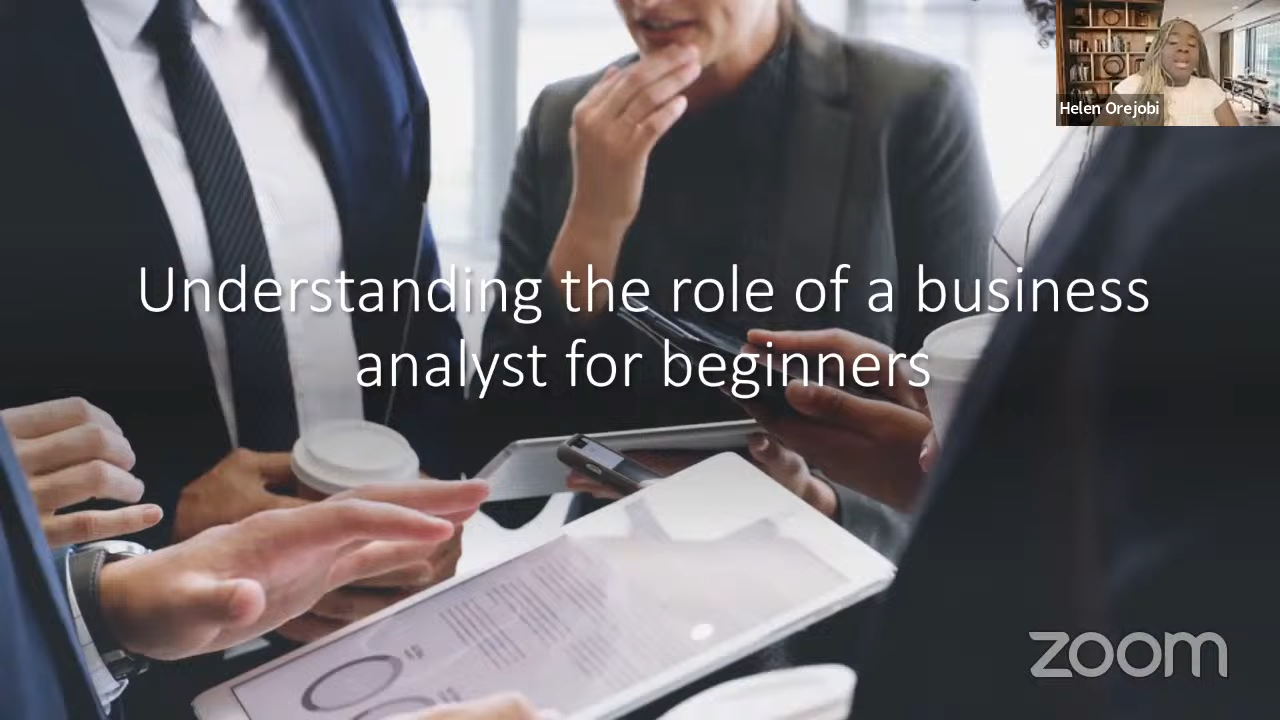 Helen Orejobi
Understanding the role of a business
analyst for beginners
zoom